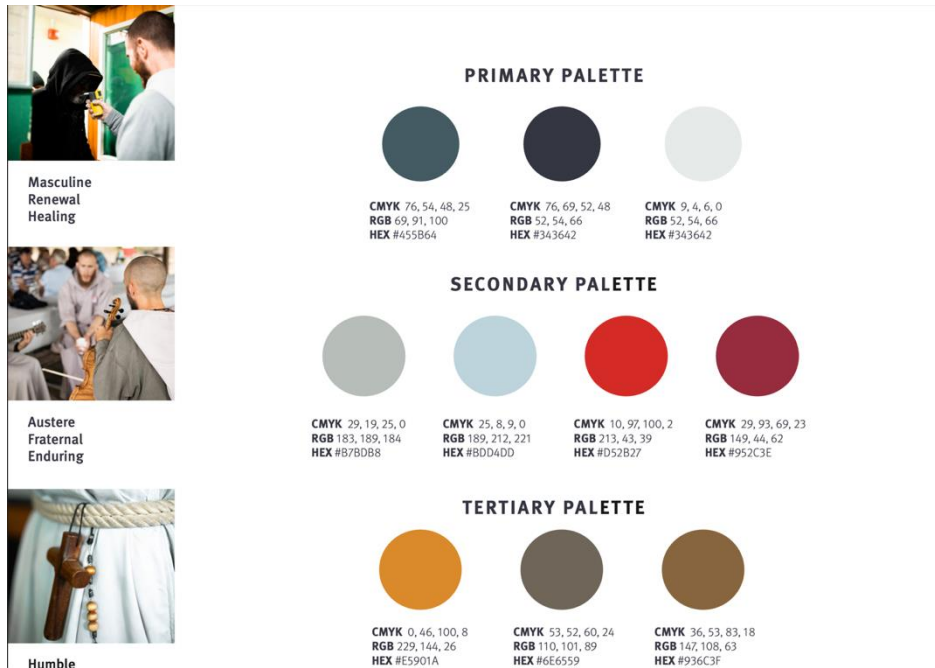 Masculine
Renewal
Healing
Austere
Fraternal
Enduring
Humble
PRIMARY PALETTE
CMYK 76, 54, 48, 25
RGB 69, 91, 100
HEX #455B64
CMYK 76, 69, 52, 48
RGB 52, 54, 66
HEX #343642
CMYK 9, 4, 6, 0
RGB 52, 54, 66
HEX #343642
SECONDARY PALETTE
CMYK 29, 19, 25, 0
RGB 183, 189, 184
HEX #B7BDB8
CMYK 25, 8, 9, 0
RGB 189, 212, 221
HEX #BDD4DD
CMYK 10, 97, 100, 2
RGB 213, 43, 39
HEX #D52B27
CMYK 29, 93, 69, 23
RGB 149, 44, 62
HEX #952C3E
TERTIARY PALETTE
CMYK 0, 46, 100, 8
RGB 229, 144, 26
HEX #E5901A
CMYK 53, 52, 60, 24
RGB 110, 101, 89
HEX #6E6559
CMYK 36, 53, 83, 18
RGB 147, 108, 63
HEX #936C3F